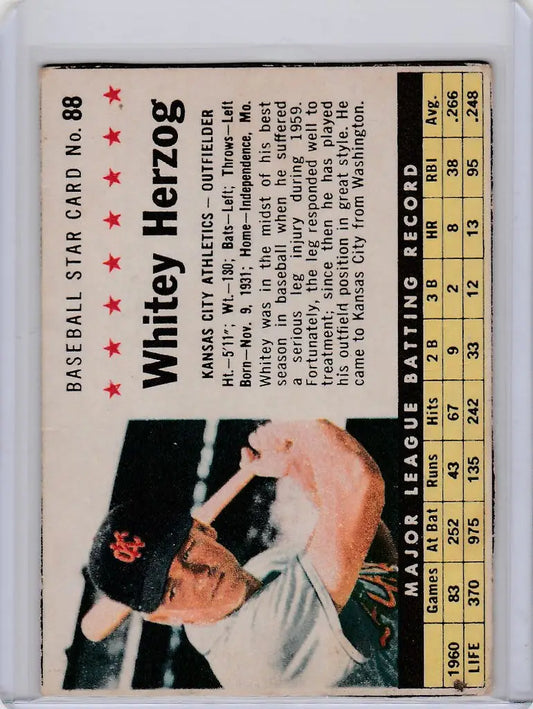 BASEBALL STAR CARD No. 88
Whitey Herzog
KANSAS CITY ATHLETICS — OUTFIELDER
Ht.—5'11"; Wt.—130; Bats—Left; Throws—Left
Born—Nov. 9, 1931; Home—Independence, Mo.
Whitey was in the midst of his best
season in baseball when he suffered
a serious leg injury during 1959.
Fortunately, the leg responded well to
treatment; since then he has played
his outfield position in great style. He
came to Kansas City from Washington.
KC
MAJOR LEAGUE BATTING RECORD
Games At Bat Runs Hits 2 B 3 B HR RBI Avg.
1960 83 252 43 67 9 2 8 38 .266
LIFE 370 975 135 242 33 12 13 95 .248